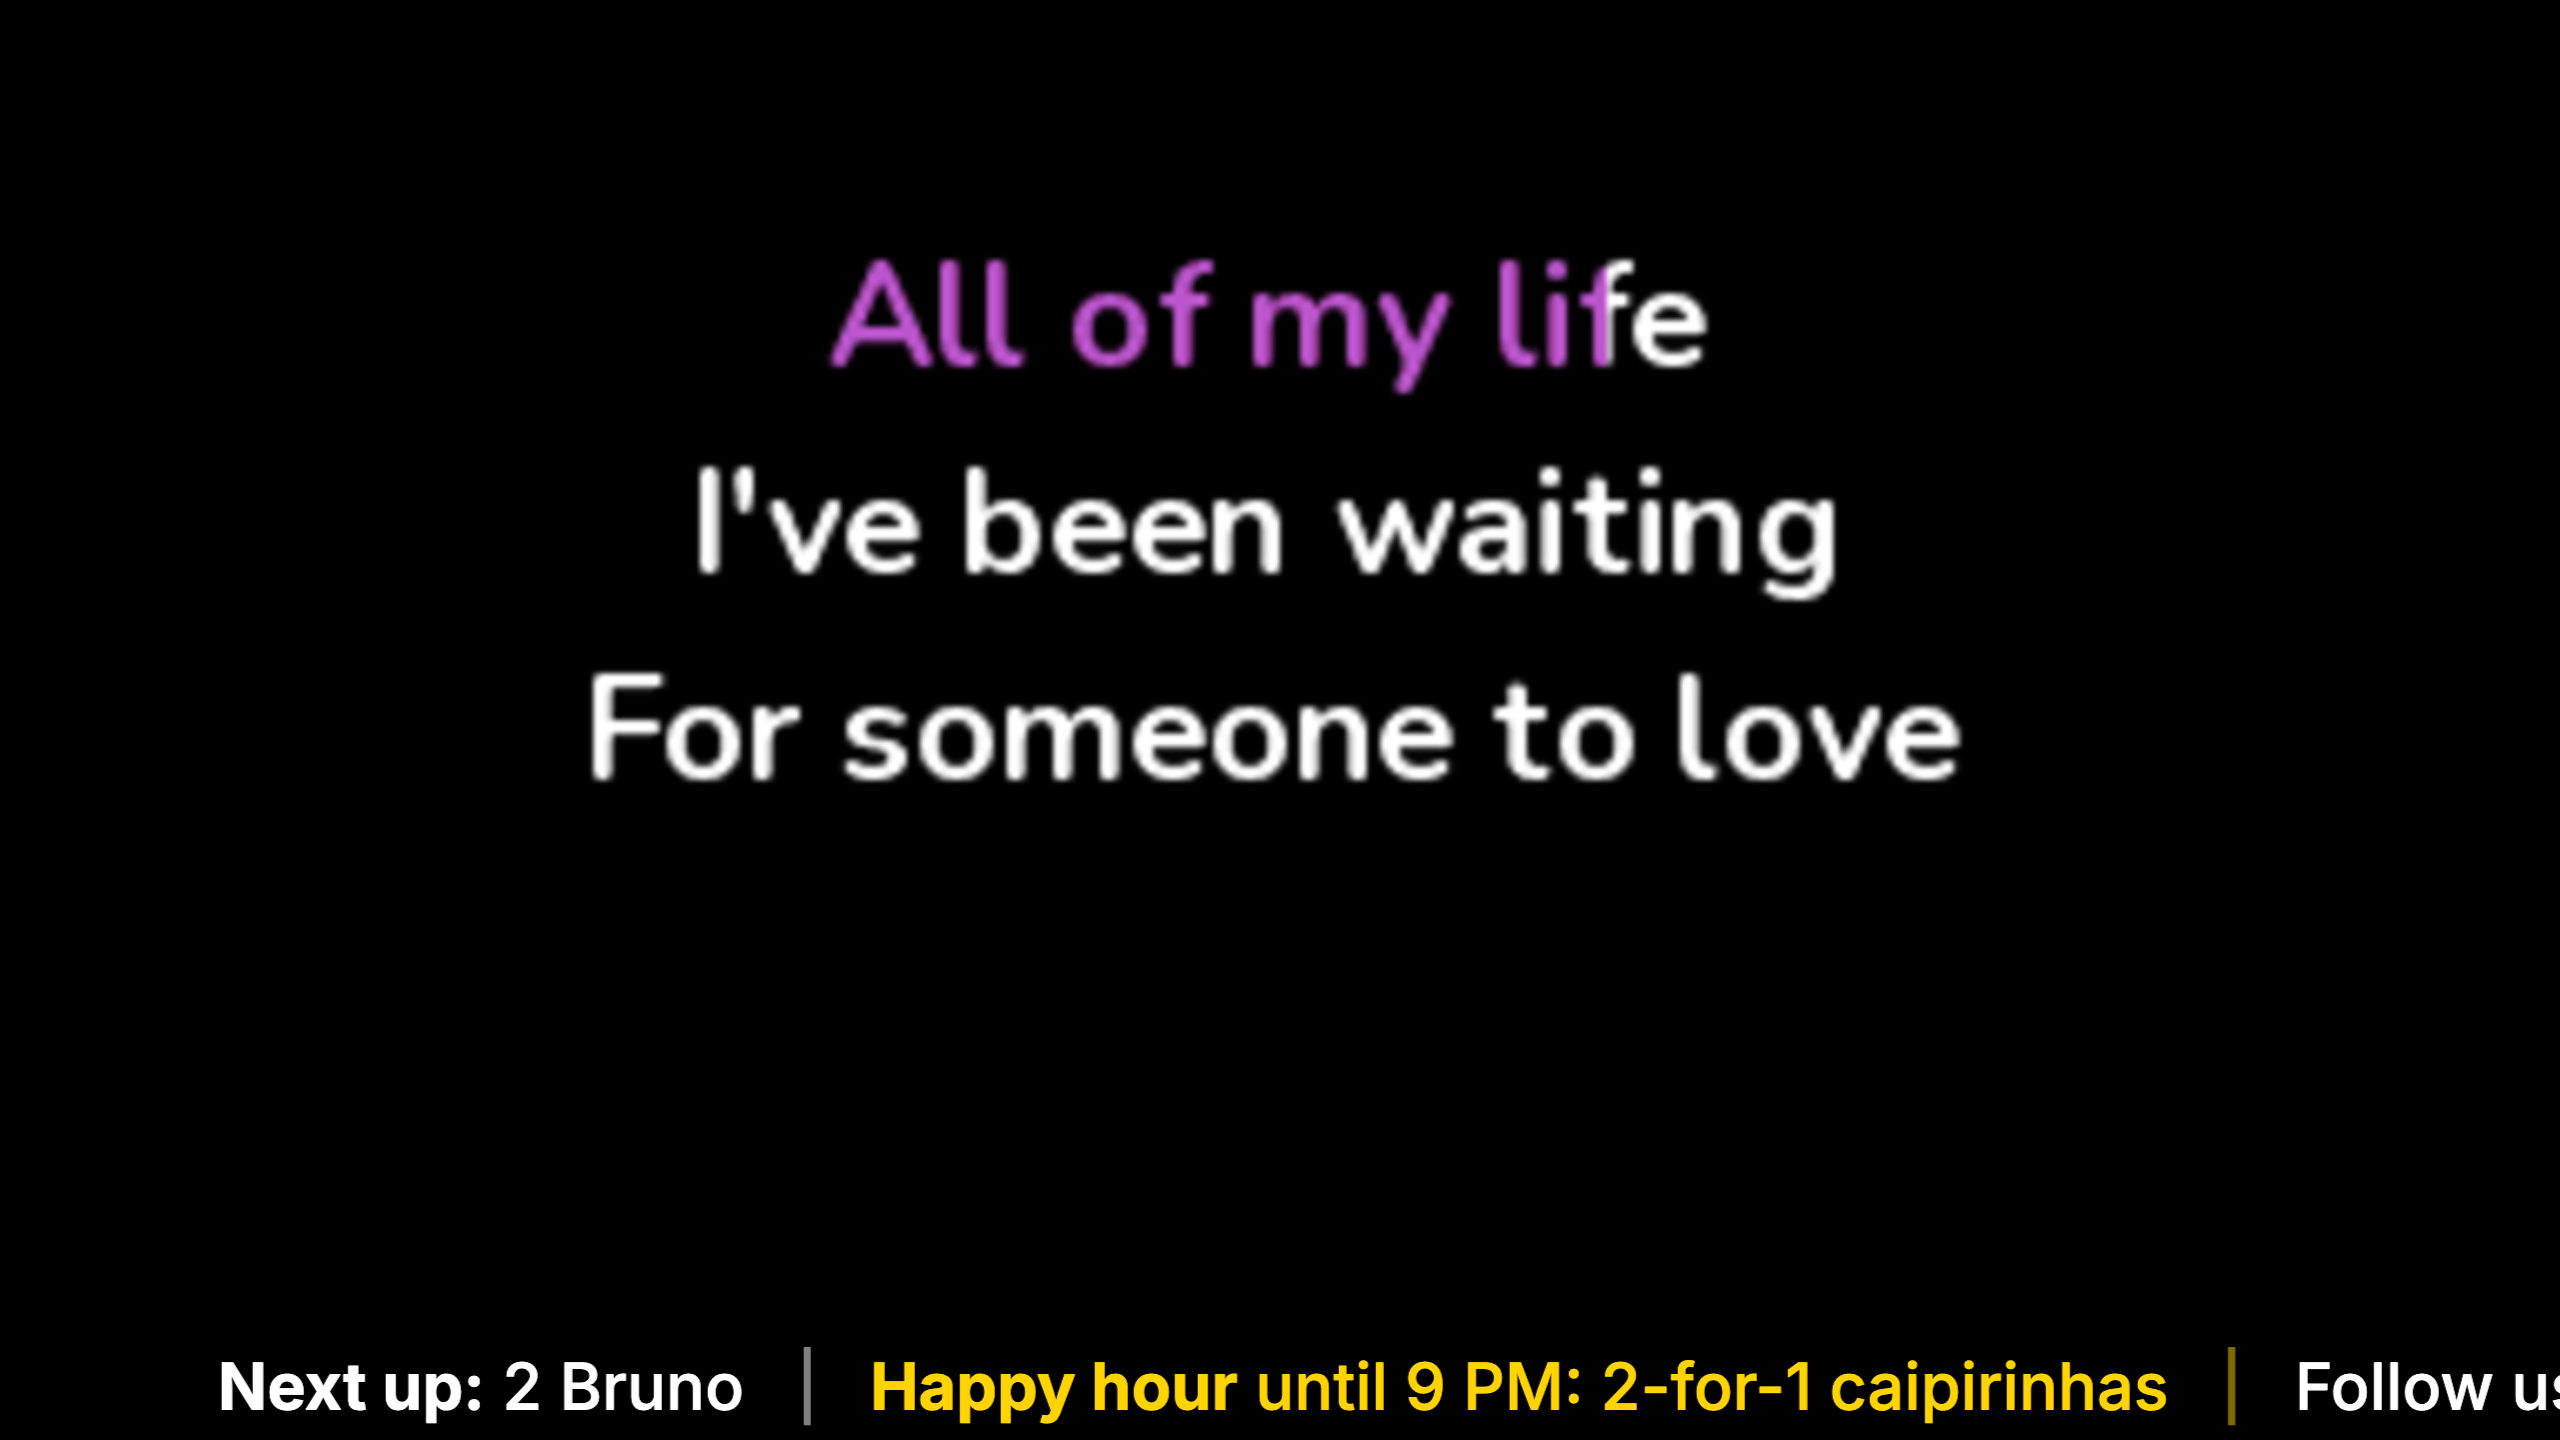 All of my life
I've been waiting
For someone to love
Next up: 2 Bruno | Happy hour until 9 PM: 2-for-1 caipirinhas | Follow us